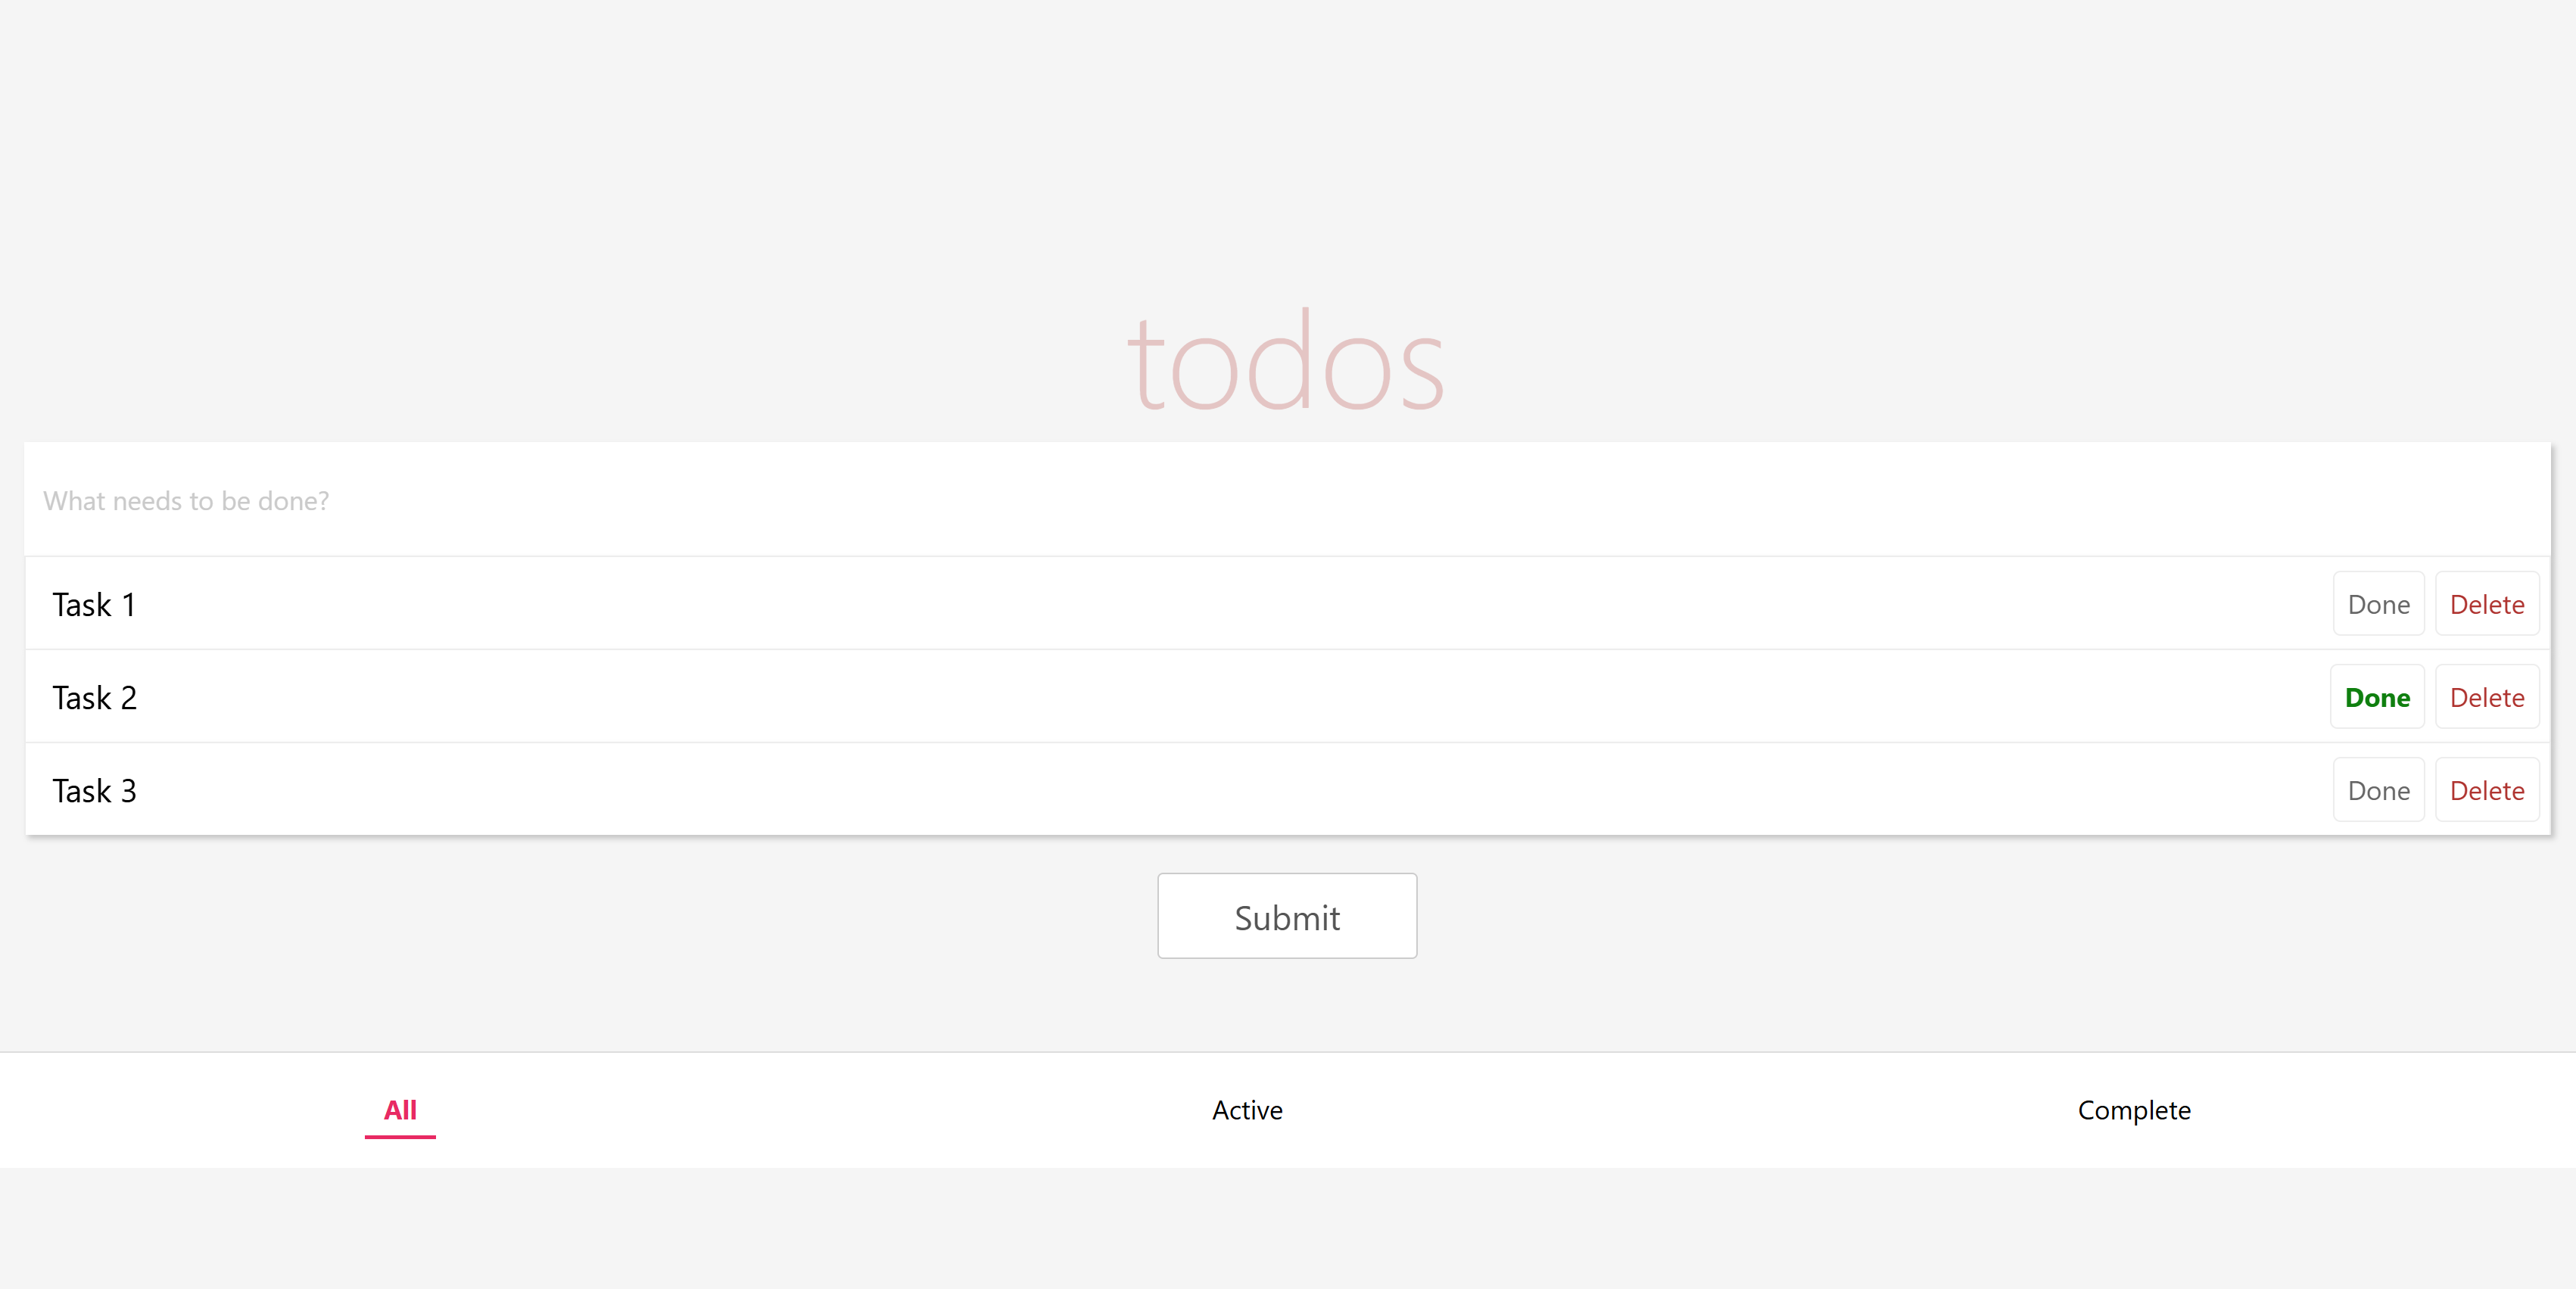 todos
What needs to be done?
Task 1 Done Delete
Task 2 Done Delete
Task 3 Done Delete
Submit
All Active Complete